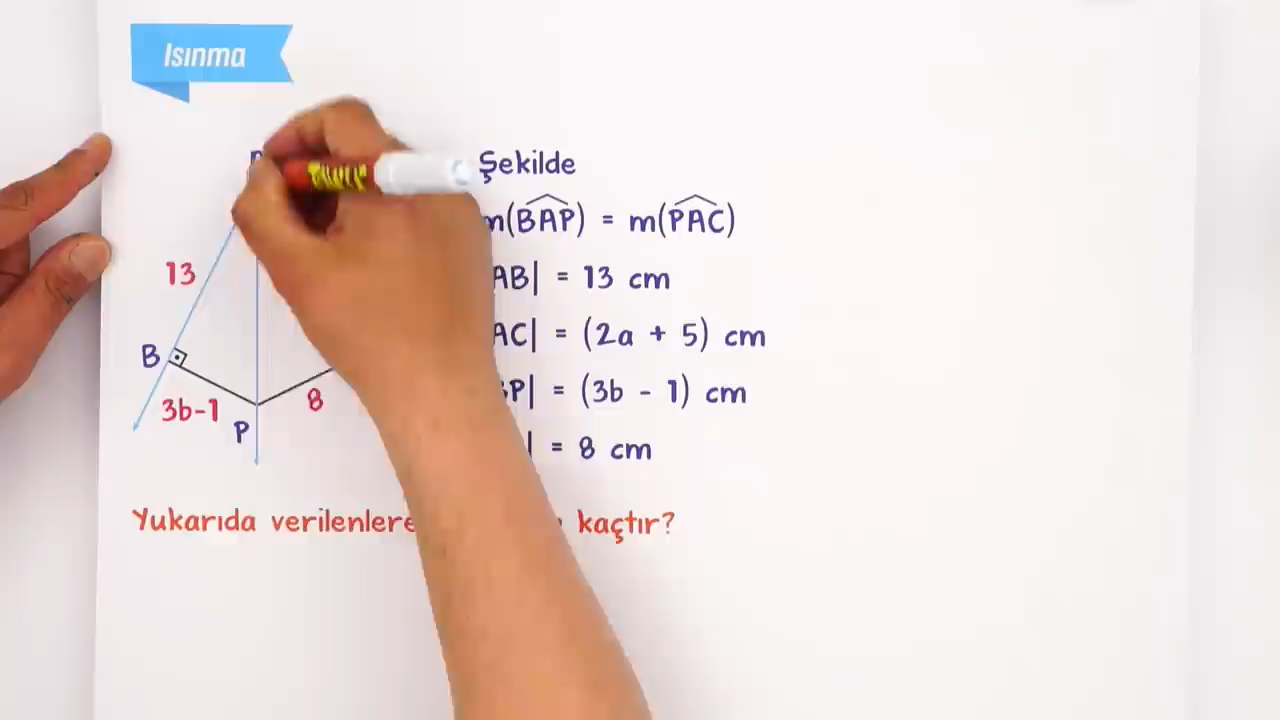 Isınma
Şekilde
m(BAP) = m(PAC)
13
AB| = 13 cm
B
AC| = (2a + 5) cm
3b-1
8
P| = (3b - 1) cm
P
| = 8 cm
Yukarıda verilenlere kaçtır?